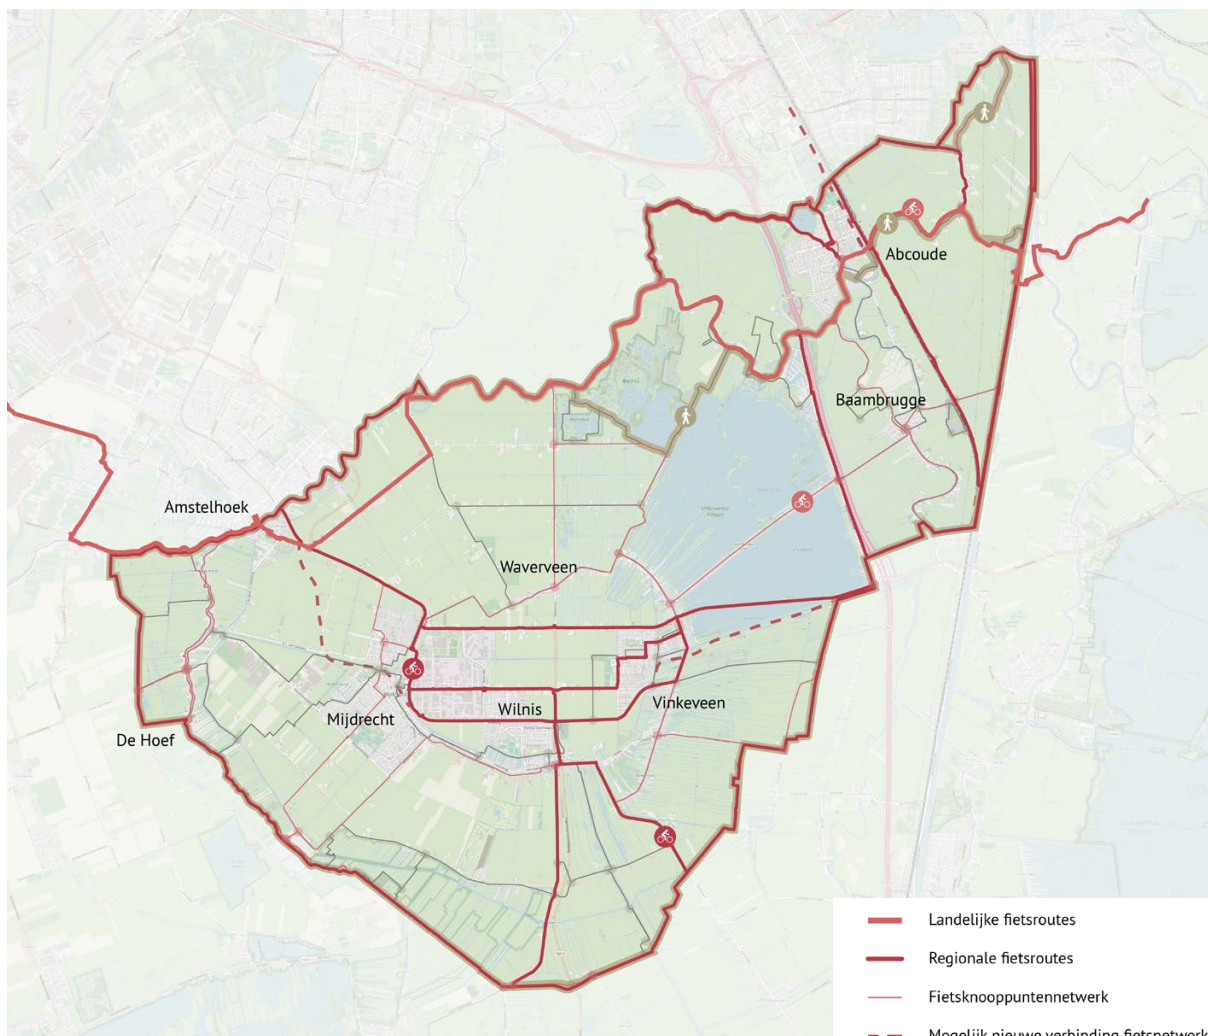 Abcoude
Baambrugge
Amstelhoek
Waverveen
Vinkeveen
Wilnis
Mijdrecht
De Hoef
Landelijke fietsroutes
Regionale fietsroutes
Fietsknooppuntennetwerk
Mogelijk nieuwe verbinding fietsnetwerk